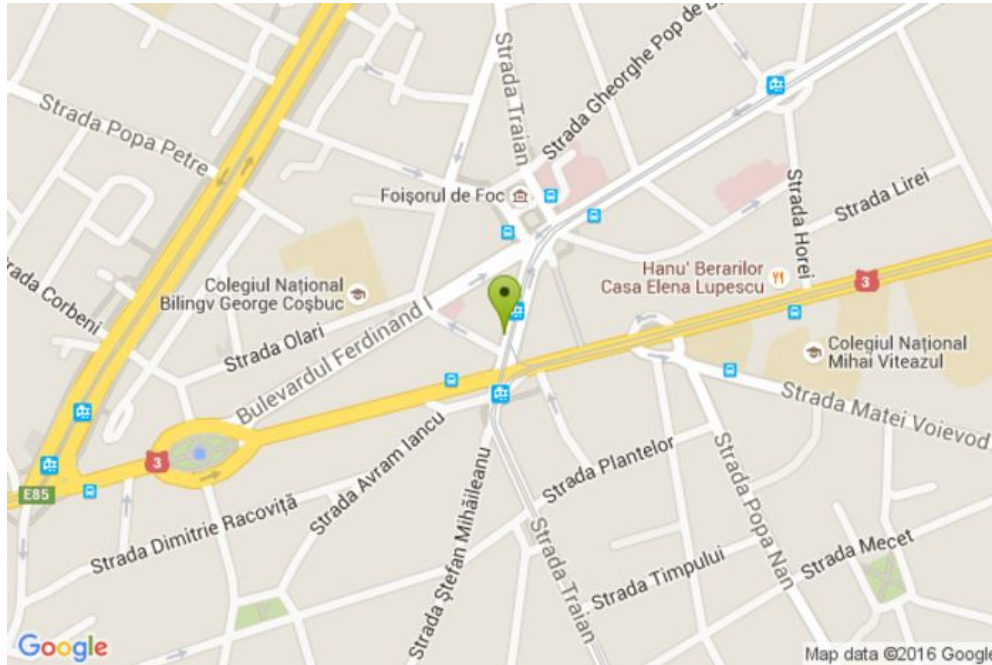 Strada Traian
Strada Gheorghe Pop de B
Strada Popa Petre
Foișorul de Foc
Strada Lirei
Strada Horei
Hanu' Berarilor
Casa Elena Lupescu
3
trada Corbeni
Colegiul Național
Bilingv George Coșbuc
Strada Olari
Bulevardul Ferdinand I
Colegiul Național
Mihai Viteazul
Strada Matei Voievod
3
E85
Strada Avram Iancu
Strada Plantelor
Strada Dimitrie Racoviță
Strada Ștefan Mihăileanu
Strada Traian
Strada Popa Nan
Strada Timpului
Strada Mecet
Google
Map data ©2016 Google